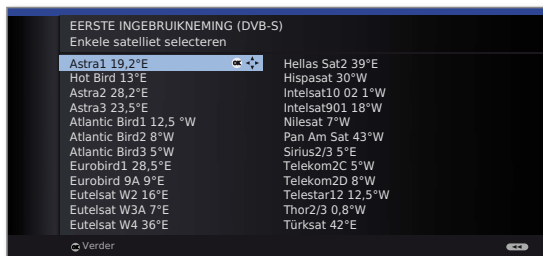 EERSTE INGEBRUIKNEMING (DVB-S)
Enkele satelliet selecteren
Astra1 19,2°E OK
Hot Bird 13°E
Astra2 28,2°E
Astra3 23,5°E
Atlantic Bird1 12,5 °W
Atlantic Bird2 8°W
Atlantic Bird3 5°W
Eurobird1 28,5°E
Eurobird 9A 9°E
Eutelsat W2 16°E
Eutelsat W3A 7°E
Eutelsat W4 36°E
Hellas Sat2 39°E
Hispasat 30°W
Intelsat10 02 1°W
Intelsat901 18°W
Nilesat 7°W
Pan Am Sat 43°W
Sirius2/3 5°E
Telekom2C 5°W
Telekom2D 8°W
Telestar12 12,5°W
Thor2/3 0,8°W
Türksat 42°E
OK Verder